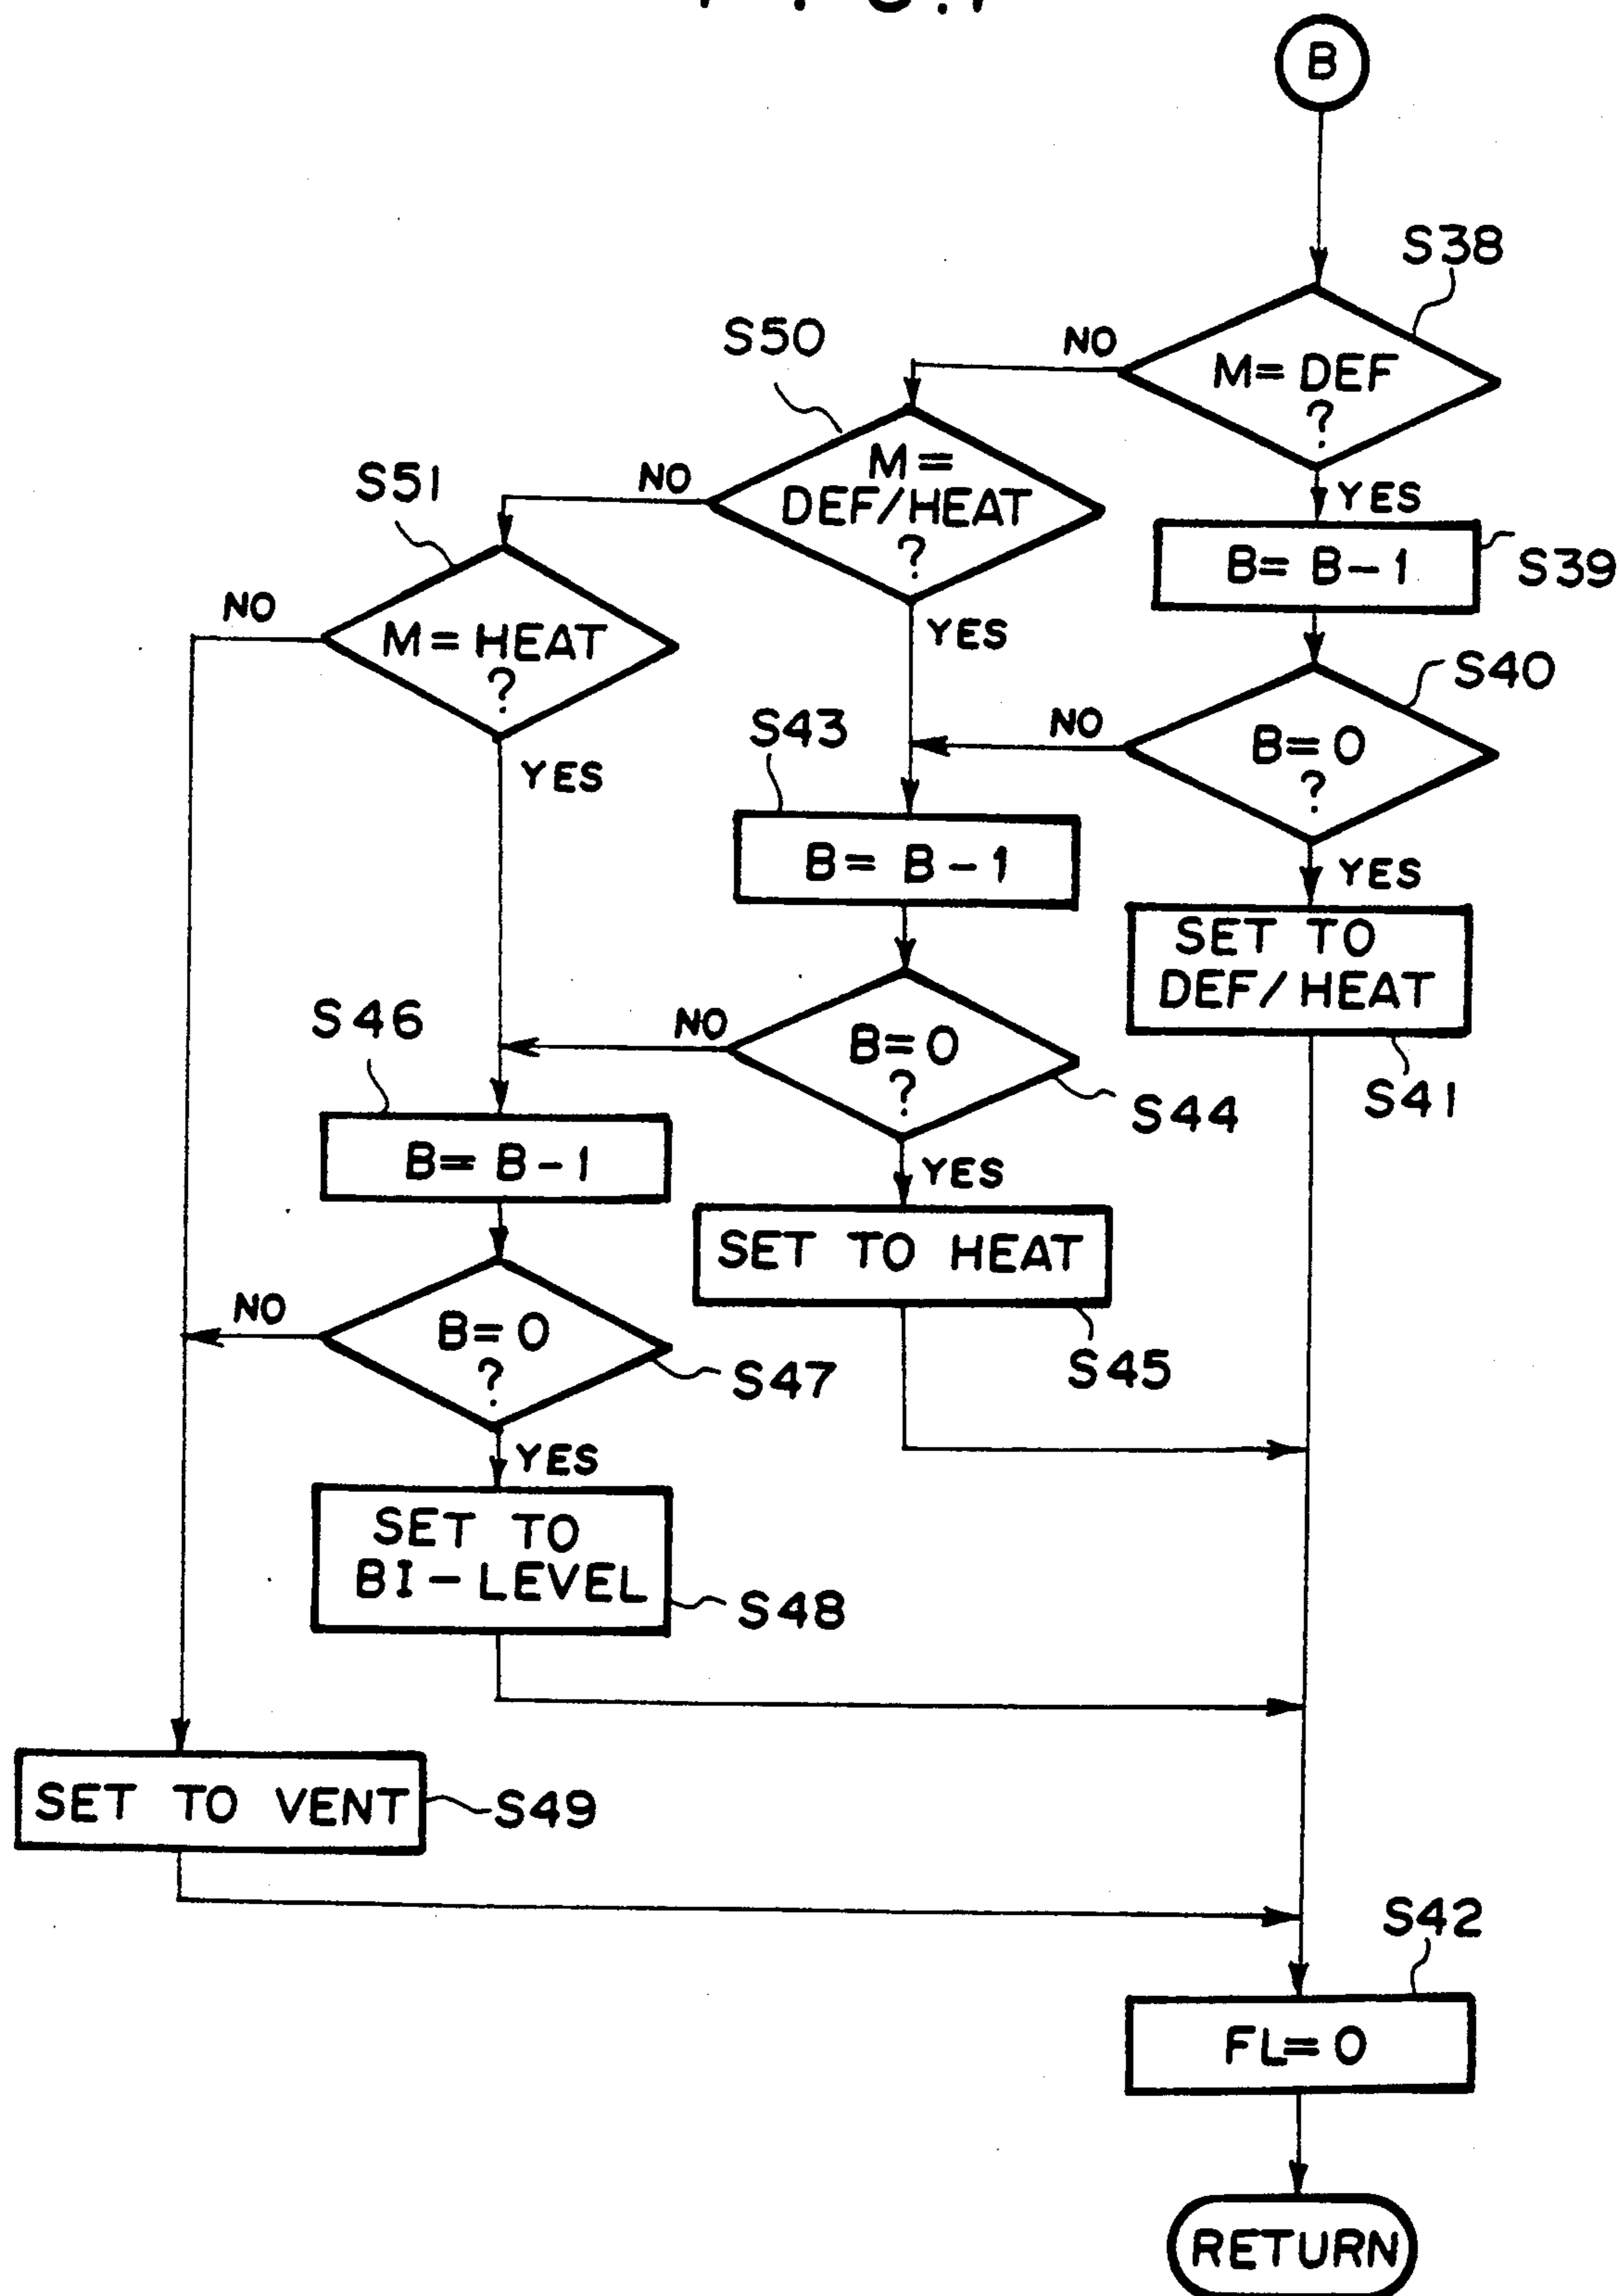 B
S38
NO
M= DEF
?
S50
YES
M=
DEF/HEAT
?
NO
S51
B= B-1
S39
NO
M= HEAT
?
YES
S40
B=0
?
NO
S43
YES
B= B-1
YES
SET TO
DEF/HEAT
S41
S46
NO
B=0
?
S44
B= B-1
YES
SET TO HEAT
S45
NO
B=0
?
S47
YES
SET TO
BI-LEVEL
S48
SET TO VENT
S49
S42
FL=0
RETURN